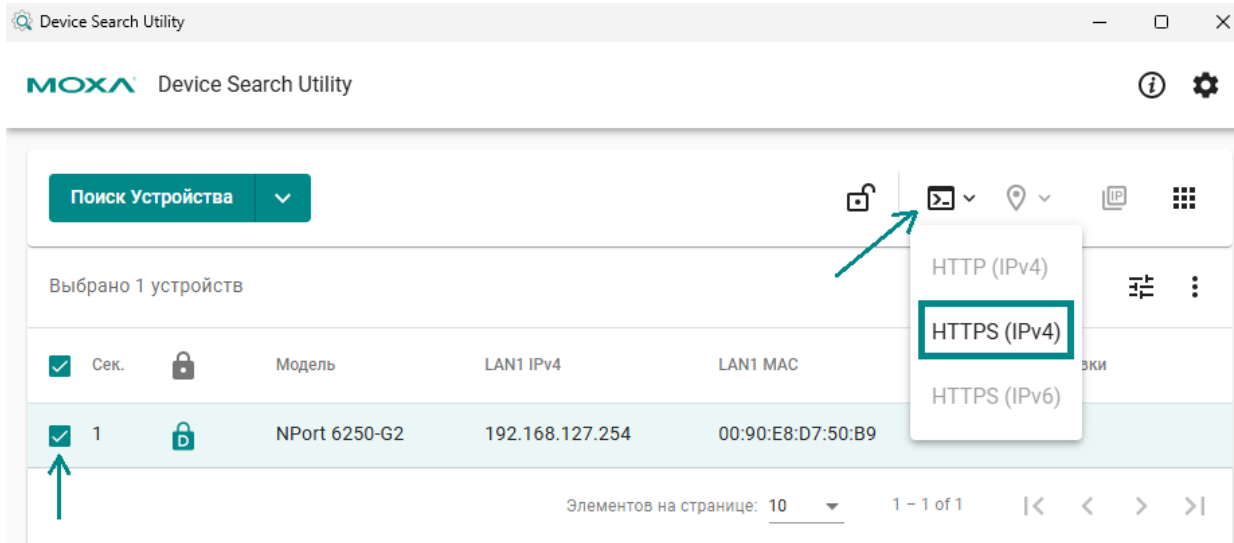 Device Search Utility
MOXA Device Search Utility
Поиск Устройства
IP
HTTP (IPv4)
Выбрано 1 устройств
HTTPS (IPv4)
Сек. Модель LAN1 IPv4 LAN1 MAC вки
HTTPS (IPv6)
1 D NPort 6250-G2 192.168.127.254 00:90:E8:D7:50:B9
Элементов на странице: 10 1 – 1 of 1